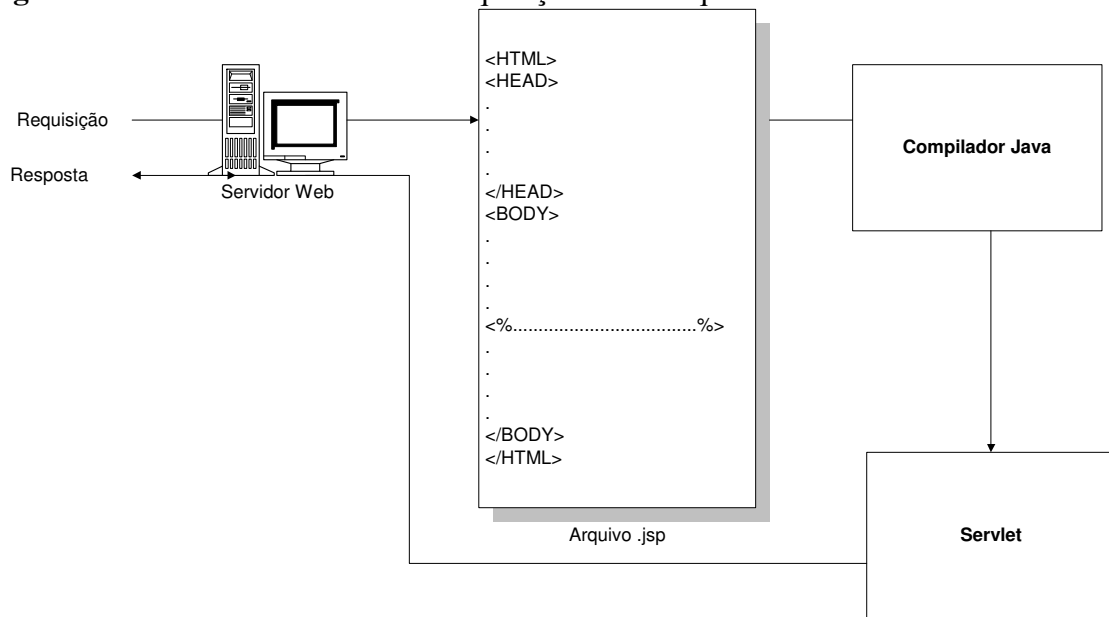 Requisição
Resposta
Servidor Web
<HTML>
<HEAD>
.
.
.
.
</HEAD>
<BODY>
.
.
.
.
<%....................................%>
.
.
.
.
</BODY>
</HTML>
Arquivo .jsp
Compilador Java
Servlet